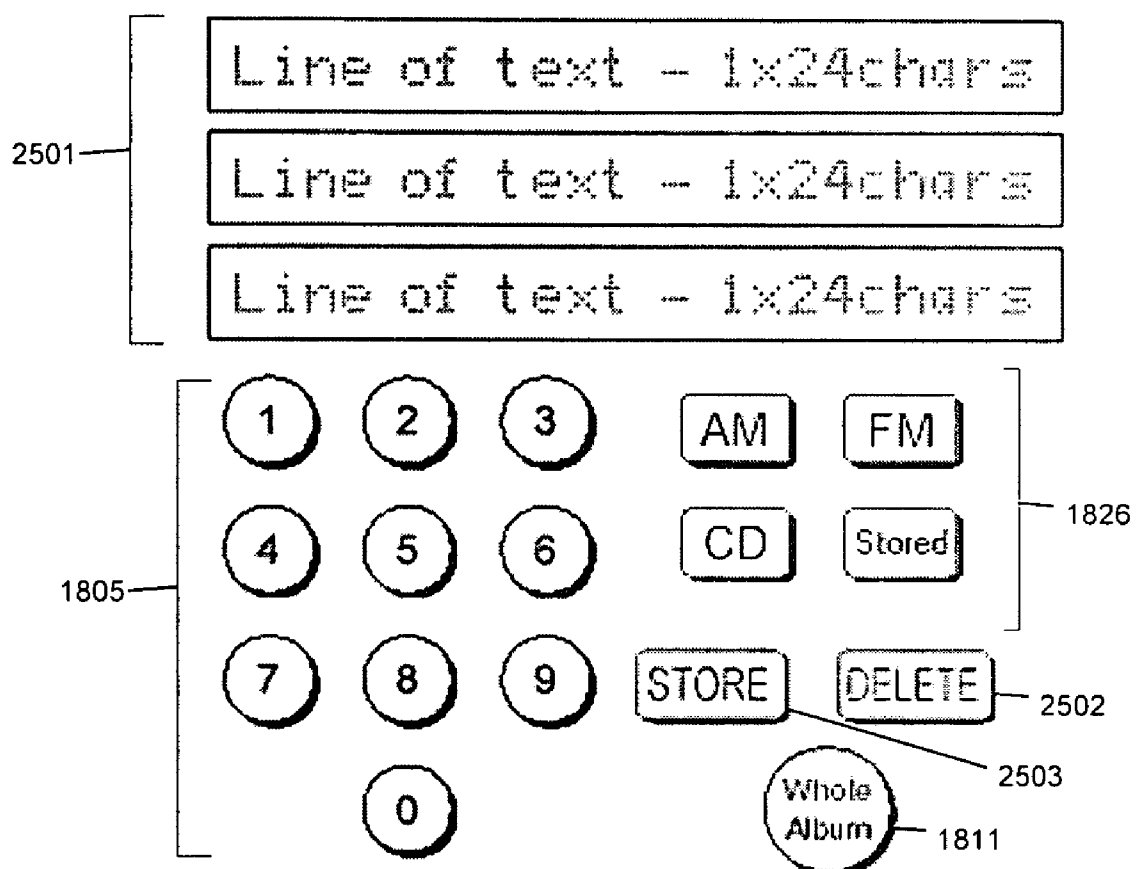 Line of text - 1x24chars
2501
Line of text - 1x24chars
Line of text - 1x24chars
1 2 3 AM FM
1826
4 5 6 CD Stored
1805
7 8 9 STORE DELETE
2502
2503
0 Whole Album
1811